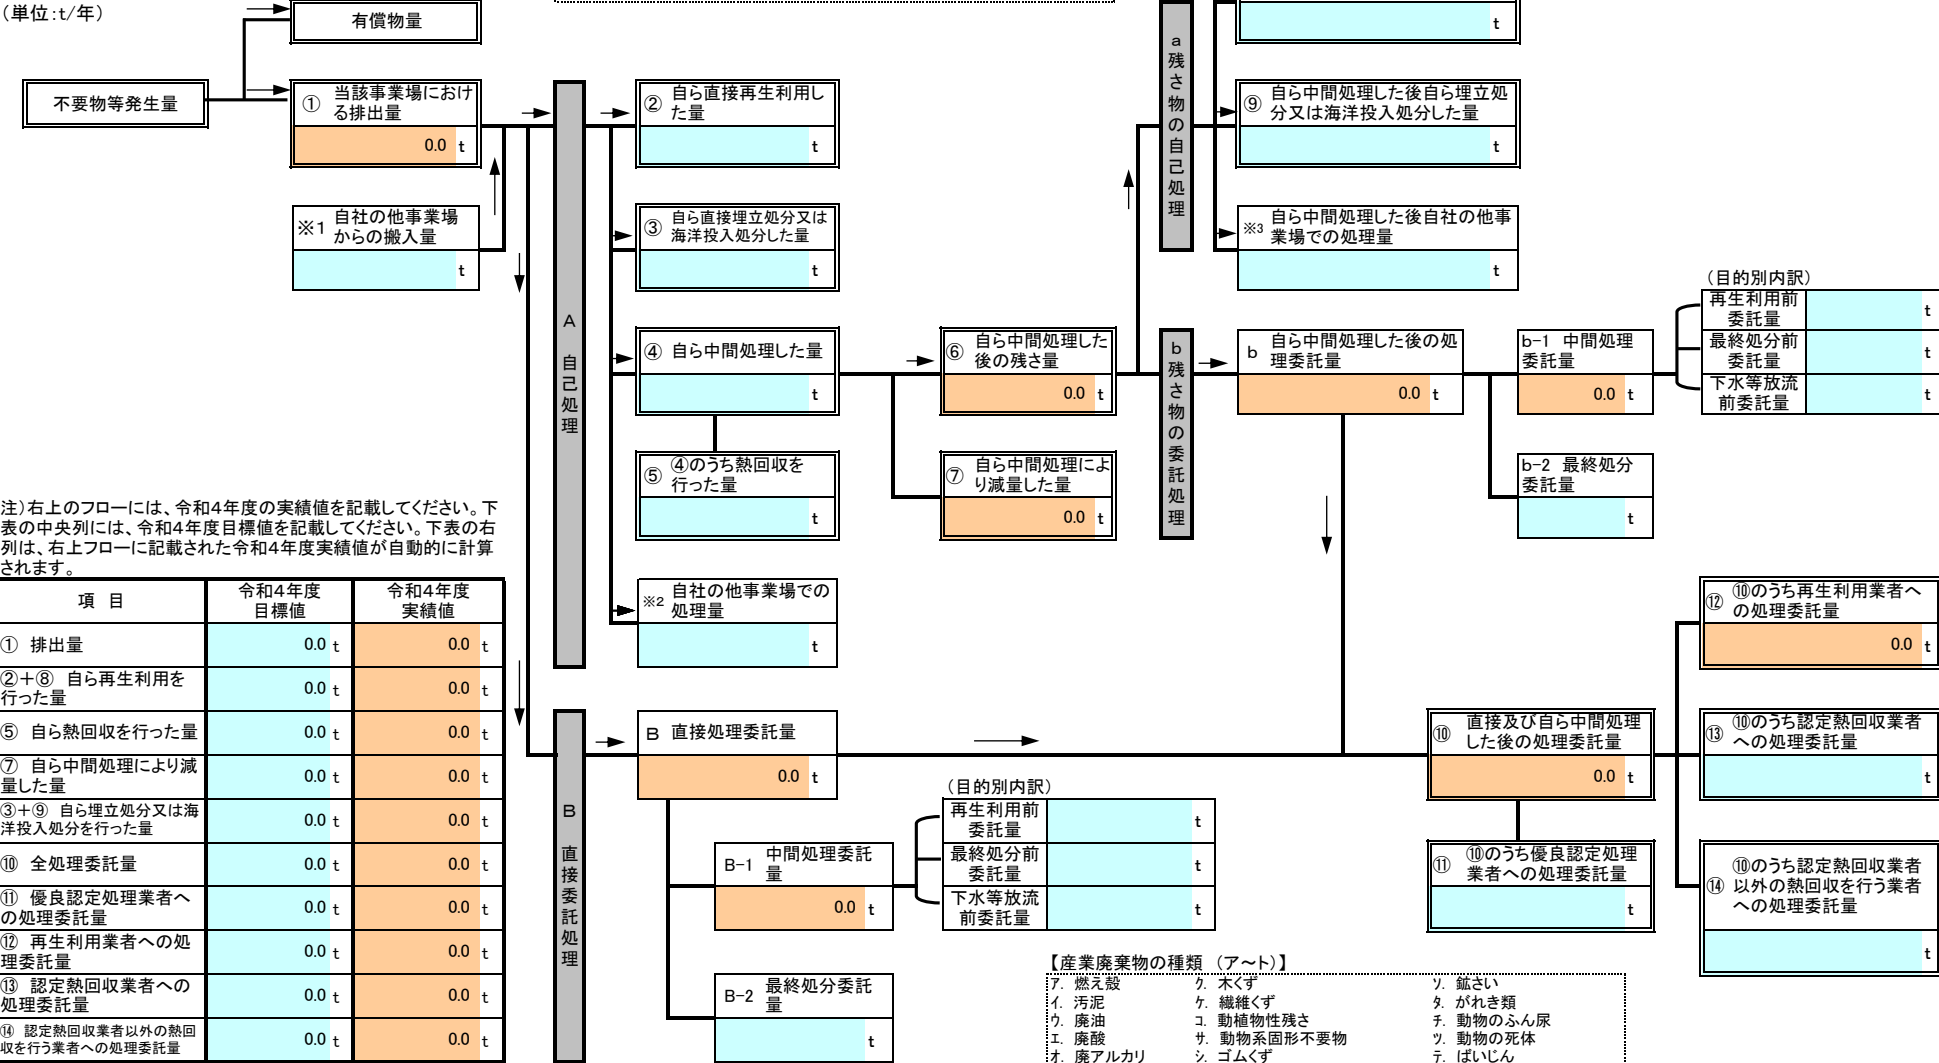 (単位:t/年)
有償物量
不要物等発生量
① 当該事業場におけ
る排出量
0.0 t
※1 自社の他事業場
からの搬入量
t
A 自己処理
② 自ら直接再生利用し
た量
t
③ 自ら直接埋立処分又は
海洋投入処分した量
t
④ 自ら中間処理した量
t
⑤ ④のうち熱回収を
行った量
t
※2 自社の他事業場での
処理量
t
⑥ 自ら中間処理した
後の残さ量
0.0 t
⑦ 自ら中間処理によ
り減量した量
0.0 t
a 残さ物の自己処理
t
⑨ 自ら中間処理した後自ら埋立処
分又は海洋投入処分した量
t
※3 自ら中間処理した後自社の他事
業場での処理量
t
b 残さ物の委託処理
b 自ら中間処理した後の処
理委託量
0.0 t
b-1 中間処理
委託量
0.0 t
b-2 最終処分
委託量
t
(目的別内訳)
再生利用前
委託量
t
最終処分前
委託量
t
下水等放流
前委託量
t
注)右上のフローには、令和4年度の実績値を記載してください。下
表の中央列には、令和4年度目標値を記載してください。下表の右
列は、右上フローに記載された令和4年度実績値が自動的に計算
されます。
項 目 令和4年度
目標値 令和4年度
実績値
① 排出量 0.0 t 0.0 t
②+⑧ 自ら再生利用を
行った量 0.0 t 0.0 t
⑤ 自ら熱回収を行った量 0.0 t 0.0 t
⑦ 自ら中間処理により減
量した量 0.0 t 0.0 t
③+⑨ 自ら埋立処分又は海
洋投入処分を行った量 0.0 t 0.0 t
⑩ 全処理委託量 0.0 t 0.0 t
⑪ 優良認定処理業者へ
の処理委託量 0.0 t 0.0 t
⑫ 再生利用業者への処
理委託量 0.0 t 0.0 t
⑬ 認定熱回収業者への
処理委託量 0.0 t 0.0 t
⑭ 認定熱回収業者以外の熱回
収を行う業者への処理委託量 0.0 t 0.0 t
B 直接委託処理
B 直接処理委託量
0.0 t
B-1 中間処理委託
量
0.0 t
B-2 最終処分委託
量
t
(目的別内訳)
再生利用前
委託量
t
最終処分前
委託量
t
下水等放流
前委託量
t
⑩ 直接及び自ら中間処理
した後の処理委託量
0.0 t
⑪ ⑩のうち優良認定処理
業者への処理委託量
t
⑫ ⑩のうち再生利用業者へ
の処理委託量
0.0 t
⑬ ⑩のうち認定熱回収業者
への処理委託量
t
⑭ ⑩のうち認定熱回収業者
以外の熱回収を行う業者
への処理委託量
t
【産業廃棄物の種類 (ア~ト)】
ア. 燃え殻 ク. 木くず ソ. 鉱さい
イ. 汚泥 ケ. 繊維くず タ. がれき類
ウ. 廃油 コ. 動植物性残さ チ. 動物のふん尿
エ. 廃酸 サ. 動物系固形不要物 ツ. 動物の死体
オ. 廃アルカリ シ. ゴムくず テ. ばいじん